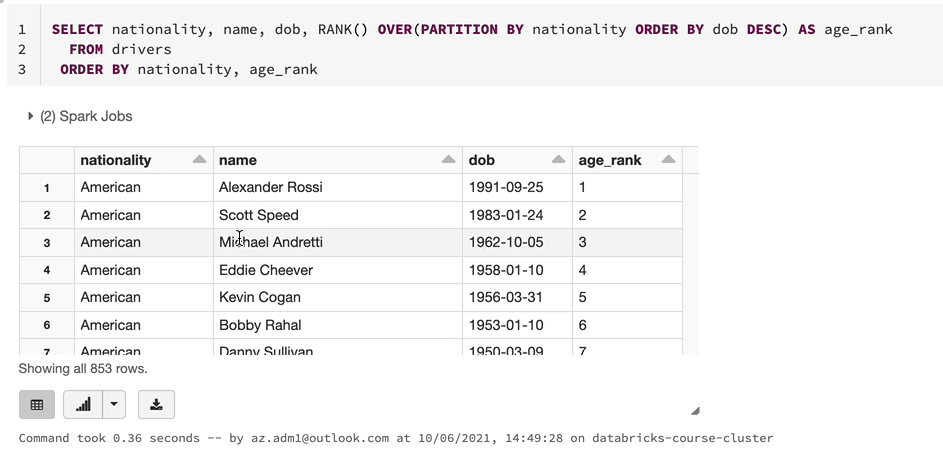 1 SELECT nationality, name, dob, RANK() OVER(PARTITION BY nationality ORDER BY dob DESC) AS age_rank
2 FROM drivers
3 ORDER BY nationality, age_rank
(2) Spark Jobs
nationality name dob age_rank
1 American Alexander Rossi 1991-09-25 1
2 American Scott Speed 1983-01-24 2
3 American Michael Andretti 1962-10-05 3
4 American Eddie Cheever 1958-01-10 4
5 American Kevin Cogan 1956-03-31 5
6 American Bobby Rahal 1953-01-10 6
7 American Danny Sullivan 1950-03-09 7
Showing all 853 rows.
Command took 0.36 seconds -- by az.adm1@outlook.com at 10/06/2021, 14:49:28 on databricks-course-cluster